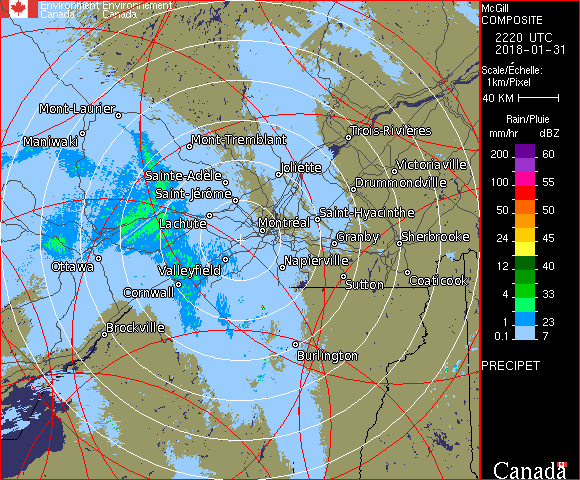 Environment Environnement
Canada Canada
McGill
COMPOSITE
2220 UTC
2018-01-31
Scale/Échelle:
1km/Pixel
40 KM
Rain/Pluie
mm/hr dBZ
200 60
100 55
50 50
24 45
12 40
4 33
1 23
0.1 7
PRECIPET
Canada
Mont-Laurier
Maniwaki
Mont-Tremblant
Trois-Rivières
Sainte-Adèle
Joliette
Victoriaville
Saint-Jérôme
Drummondville
Lachute
Montréal
Saint-Hyacinthe
Granby
Sherbrooke
Ottawa
Valleyfield
Napierville
Cornwall
Sutton
Coaticook
Brockville
Burlington